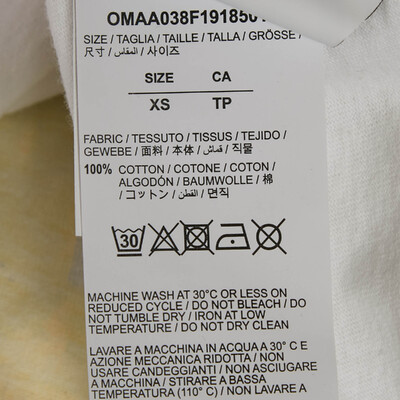 OMAA038F191850
SIZE / TAGLIA / TAILLE / TALLA / GRÖSSE /
尺寸 / المقاس / 사이즈
SIZE CA
XS TP
FABRIC / TESSUTO / TISSUS / TEJIDO /
GEWEBE / 面料 / 本体 / قماش / 직물
100% COTTON / COTONE / COTON /
ALGODÓN / BAUMWOLLE / 棉
/ コットン / القطن / 면직
30
MACHINE WASH AT 30°C OR LESS ON
REDUCED CYCLE / DO NOT BLEACH / DO
NOT TUMBLE DRY / IRON AT LOW
TEMPERATURE / DO NOT DRY CLEAN
LAVARE A MACCHINA IN ACQUA A 30° C E
AZIONE MECCANICA RIDOTTA / NON
USARE CANDEGGIANTI / NON ASCIUGARE
A MACCHINA / STIRARE A BASSA
TEMPERATURA (110° C) / NON LAVARE A